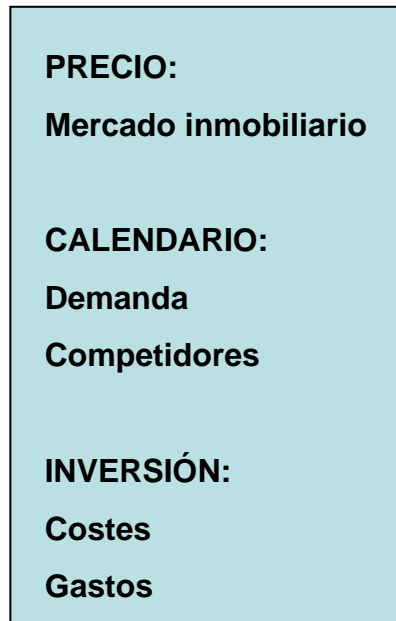 PRECIO:
Mercado inmobiliario
CALENDARIO:
Demanda
Competidores
INVERSIÓN:
Costes
Gastos